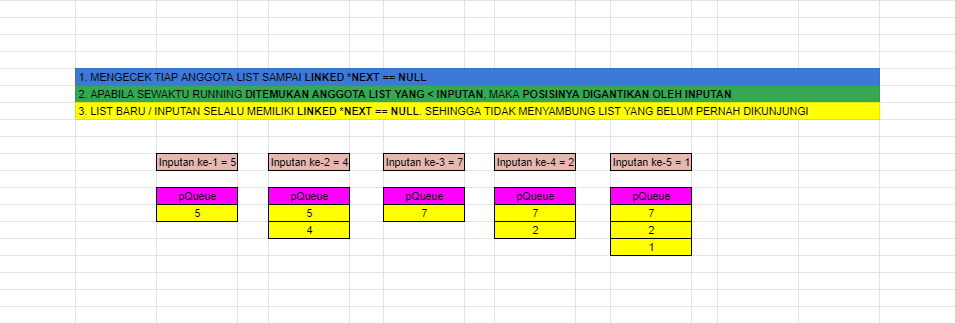 1. MENGECEK TIAP ANGGOTA LIST SAMPAI LINKED *NEXT == NULL
2. APABILA SEWAKTU RUNNING DITEMUKAN ANGGOTA LIST YANG < INPUTAN, MAKA POSISINYA DIGANTIKAN OLEH INPUTAN
3. LIST BARU / INPUTAN SELALU MEMILIKI LINKED *NEXT == NULL. SEHINGGA TIDAK MENYAMBUNG LIST YANG BELUM PERNAH DIKUNJUNGI
Inputan ke-1 = 5 Inputan ke-2 = 4 Inputan ke-3 = 7 Inputan ke-4 = 2 Inputan ke-5 = 1
pQueue pQueue pQueue pQueue pQueue
5 5 7 7 7
4 2 2
1